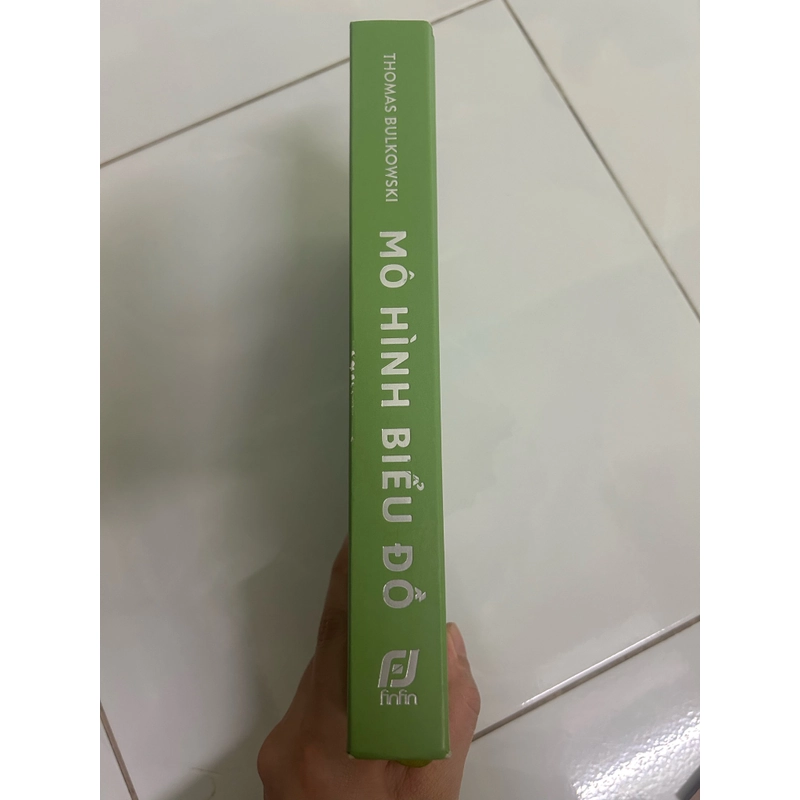 THOMAS BULKOWSKI
MÔ HÌNH BIỂU ĐỒ
finfin